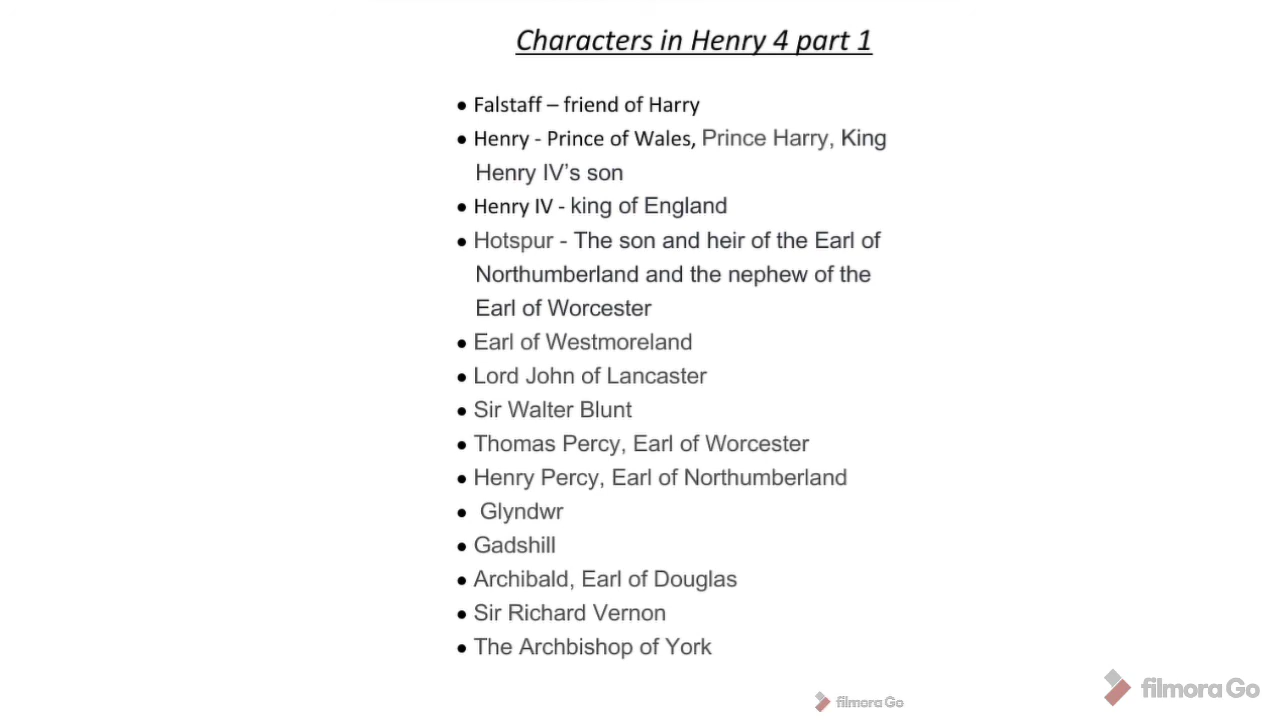 Characters in Henry 4 part 1
● Falstaff – friend of Harry
● Henry - Prince of Wales, Prince Harry, King
Henry IV’s son
● Henry IV - king of England
● Hotspur - The son and heir of the Earl of
Northumberland and the nephew of the
Earl of Worcester
● Earl of Westmoreland
● Lord John of Lancaster
● Sir Walter Blunt
● Thomas Percy, Earl of Worcester
● Henry Percy, Earl of Northumberland
● Glyndwr
● Gadshill
● Archibald, Earl of Douglas
● Sir Richard Vernon
● The Archbishop of York
filmora Go
filmora Go